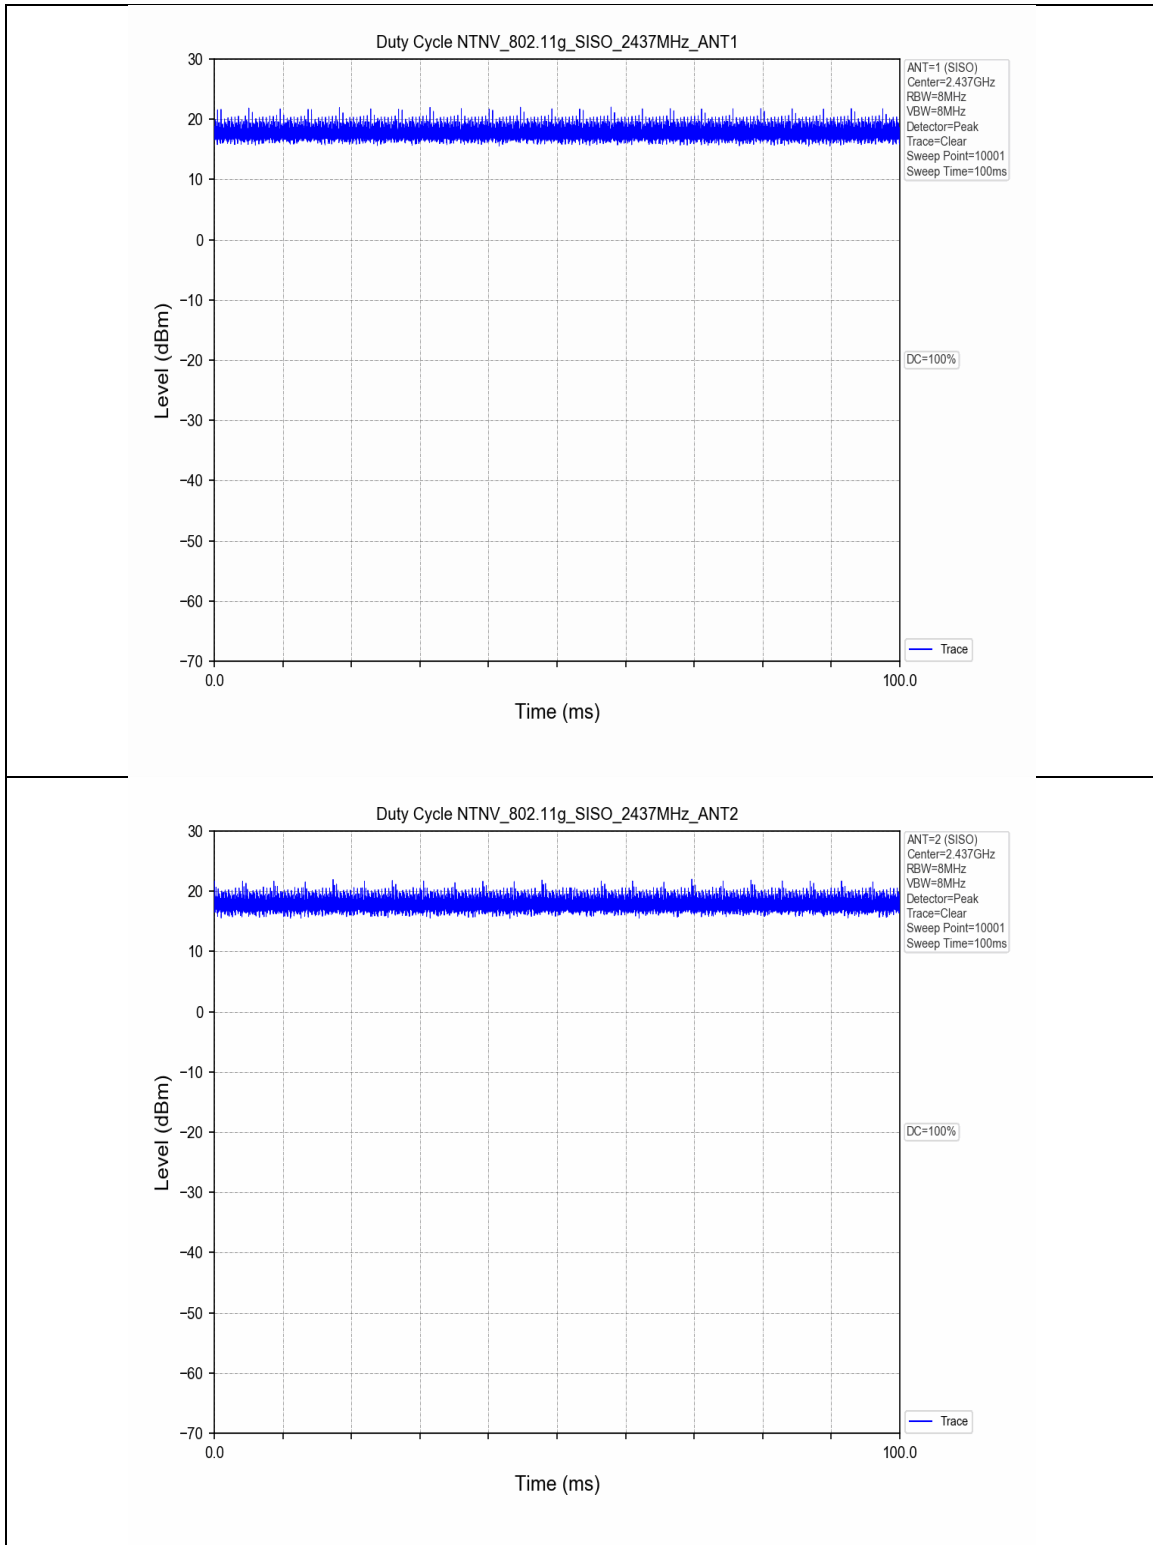 Duty Cycle NTNV_802.11g_SISO_2437MHz_ANT1
30
20
10
0
−10
−20
−30
−40
−50
−60
−70
Level (dBm)
0.0
100.0
Time (ms)
ANT=1 (SISO)
Center=2.437GHz
RBW=8MHz
VBW=8MHz
Detector=Peak
Trace=Clear
Sweep Point=10001
Sweep Time=100ms
DC=100%
Trace
Duty Cycle NTNV_802.11g_SISO_2437MHz_ANT2
30
20
10
0
−10
−20
−30
−40
−50
−60
−70
Level (dBm)
0.0
100.0
Time (ms)
ANT=2 (SISO)
Center=2.437GHz
RBW=8MHz
VBW=8MHz
Detector=Peak
Trace=Clear
Sweep Point=10001
Sweep Time=100ms
DC=100%
Trace